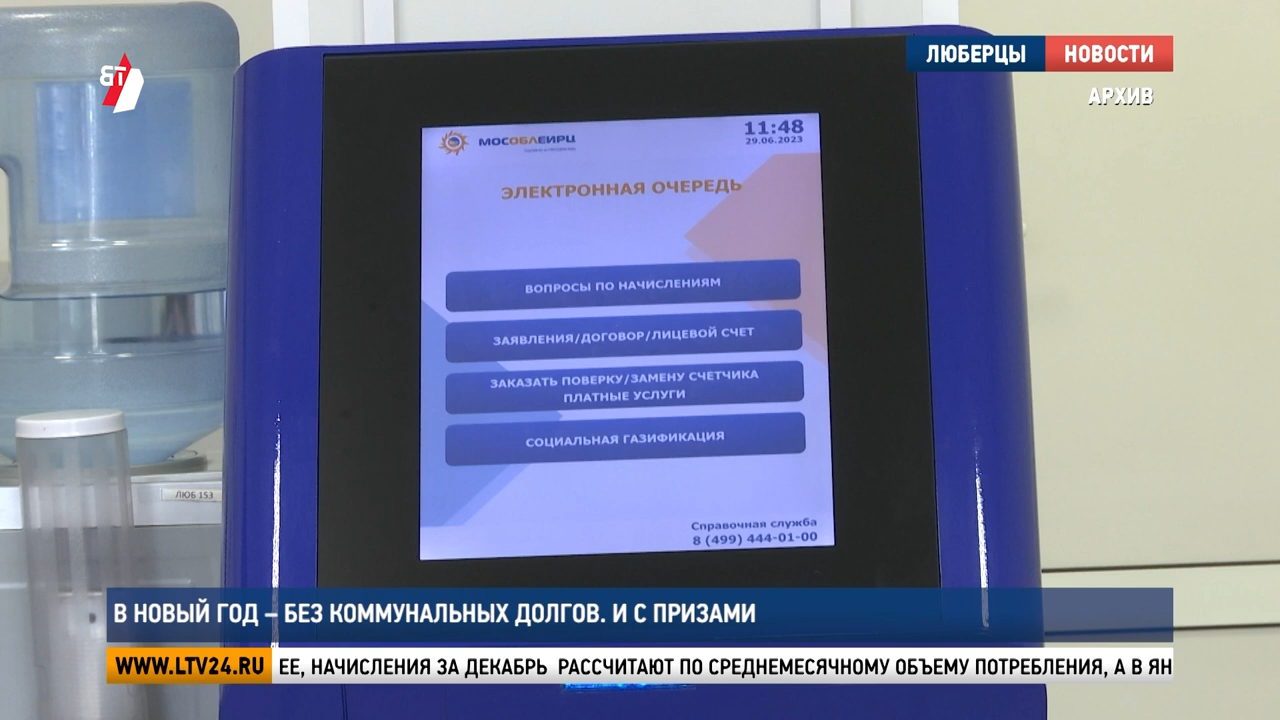 ВТ
ЛЮБЕРЦЫ НОВОСТИ
АРХИВ
МОСОБЛЕИРЦ
11:48
29.06.2023
ЭЛЕКТРОННАЯ ОЧЕРЕДЬ
ВОПРОСЫ ПО НАЧИСЛЕНИЯМ
ЗАЯВЛЕНИЯ/ДОГОВОР/ЛИЦЕВОЙ СЧЕТ
ЗАКАЗАТЬ ПОВЕРКУ/ЗАМЕНУ СЧЕТЧИКА
ПЛАТНЫЕ УСЛУГИ
СОЦИАЛЬНАЯ ГАЗИФИКАЦИЯ
ЛЮБ 153
Справочная служба
8 (499) 444-01-00
В НОВЫЙ ГОД – БЕЗ КОММУНАЛЬНЫХ ДОЛГОВ. И С ПРИЗАМИ
WWW.LTV24.RU ЕЕ, НАЧИСЛЕНИЯ ЗА ДЕКАБРЬ РАССЧИТАЮТ ПО СРЕДНЕМЕСЯЧНОМУ ОБЪЕМУ ПОТРЕБЛЕНИЯ, А В ЯН